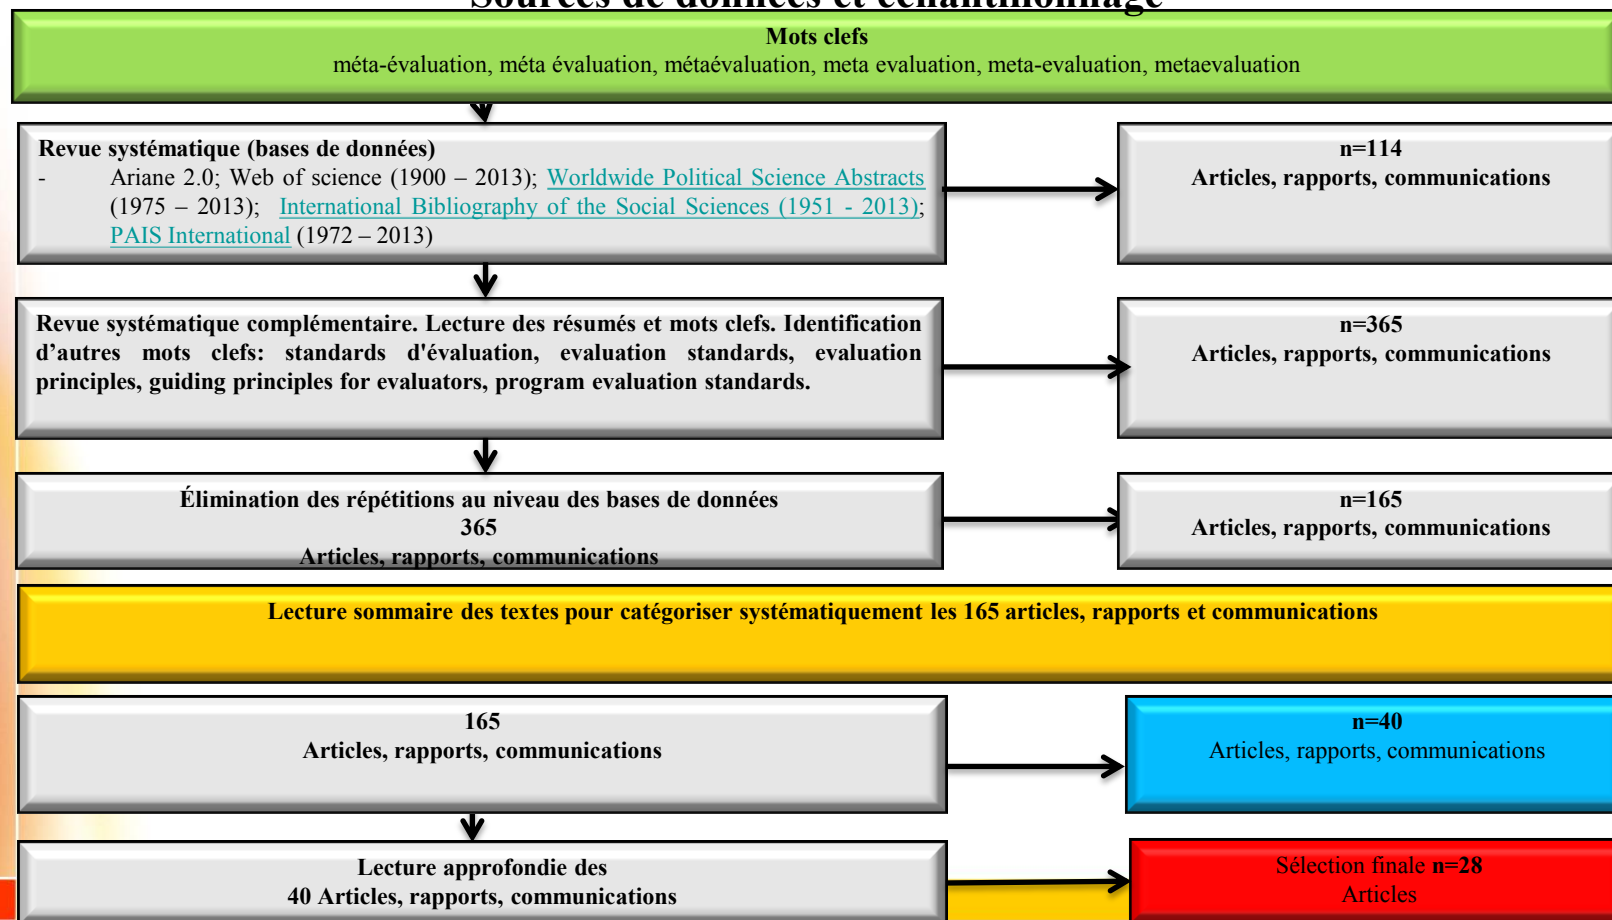 Sources de données et échantillonnage
Mots clefs
méta-évaluation, méta évaluation, métaévaluation, meta evaluation, meta-evaluation, metaevaluation
Revue systématique (bases de données)
- Ariane 2.0; Web of science (1900 – 2013); Worldwide Political Science Abstracts
(1975 – 2013); International Bibliography of the Social Sciences (1951 - 2013);
PAIS International (1972 – 2013)
n=114
Articles, rapports, communications
Revue systématique complémentaire. Lecture des résumés et mots clefs. Identification
d’autres mots clefs: standards d'évaluation, evaluation standards, evaluation
principles, guiding principles for evaluators, program evaluation standards.
n=365
Articles, rapports, communications
Élimination des répétitions au niveau des bases de données
365
Articles, rapports, communications
n=165
Articles, rapports, communications
Lecture sommaire des textes pour catégoriser systématiquement les 165 articles, rapports et communications
165
Articles, rapports, communications
n=40
Articles, rapports, communications
Lecture approfondie des
40 Articles, rapports, communications
Sélection finale n=28
Articles